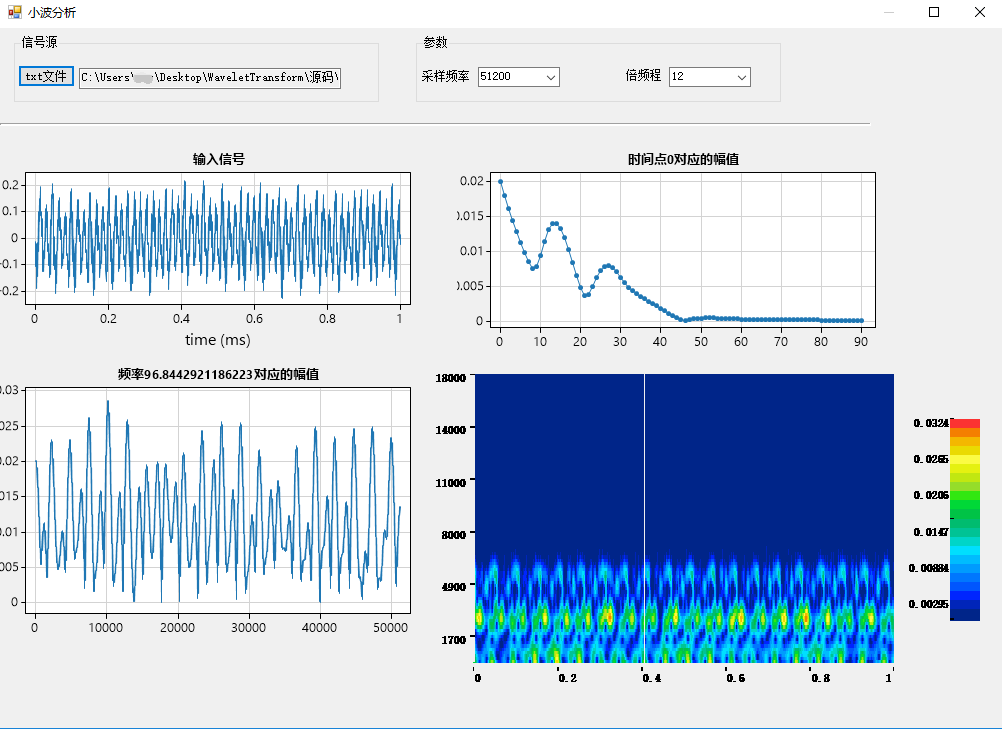 小波分析
信号源
txt文件 C:\Users\ \Desktop\WaveletTransform\源码\
参数
采样频率 51200 倍频程 12
输入信号
0.2
0.1
0
-0.1
-0.2
0 0.2 0.4 0.6 0.8 1
time (ms)
时间点0对应的幅值
0.02
0.015
0.01
0.005
0
0 10 20 30 40 50 60 70 80 90
频率96.8442921186223对应的幅值
0.03
025
0.02
015
0.01
005
0
0 10000 20000 30000 40000 50000
18000
14000
11000
8000
4900
1700
0 0.2 0.4 0.6 0.8 1
0.0324
0.0265
0.0206
0.0147
0.00884
0.00295